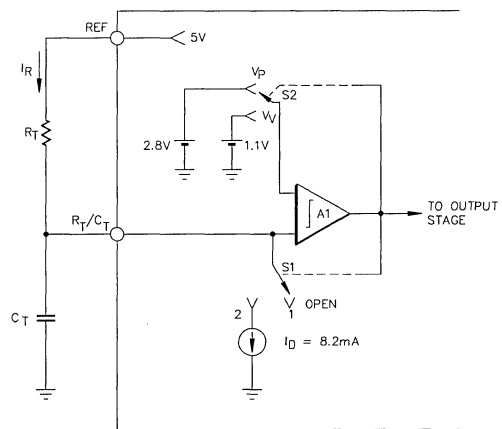 REF
5V
I_R
V_P
S2
V_V
R_T
2.8V
1.1V
A1
TO OUTPUT
STAGE
R_T/C_T
S1
OPEN
2
1
C_T
I_D = 8.2mA